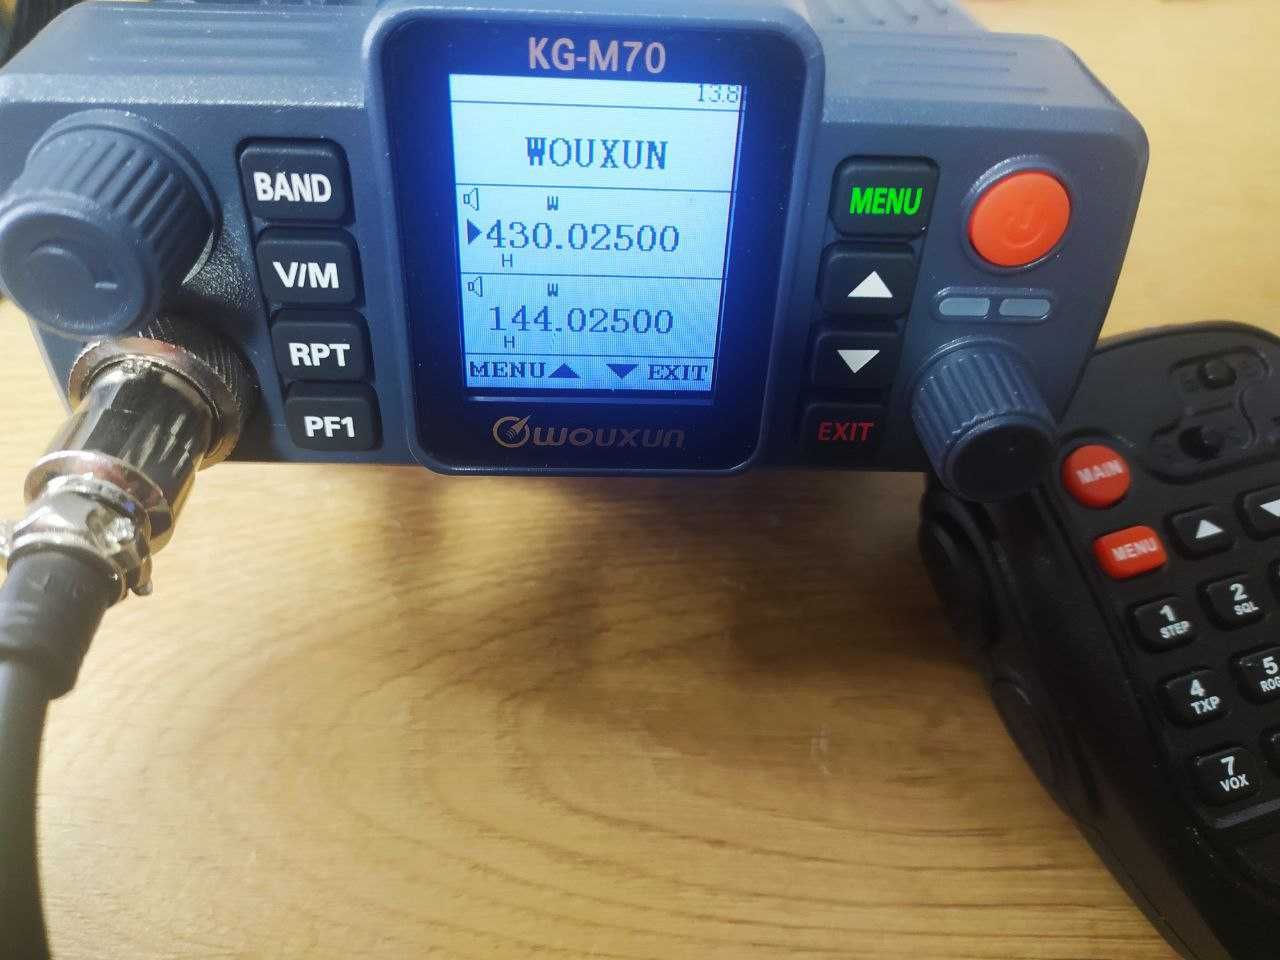 KG-M70
13.8
WOUXUN
W
430.02500
H
W
144.02500
H
MENU EXIT
WOUXUN
BAND
V/M
RPT
PF1
MENU
EXIT
MAIN
MENU
1
STEP
2
SQL
4
TXP
5
7
VOX